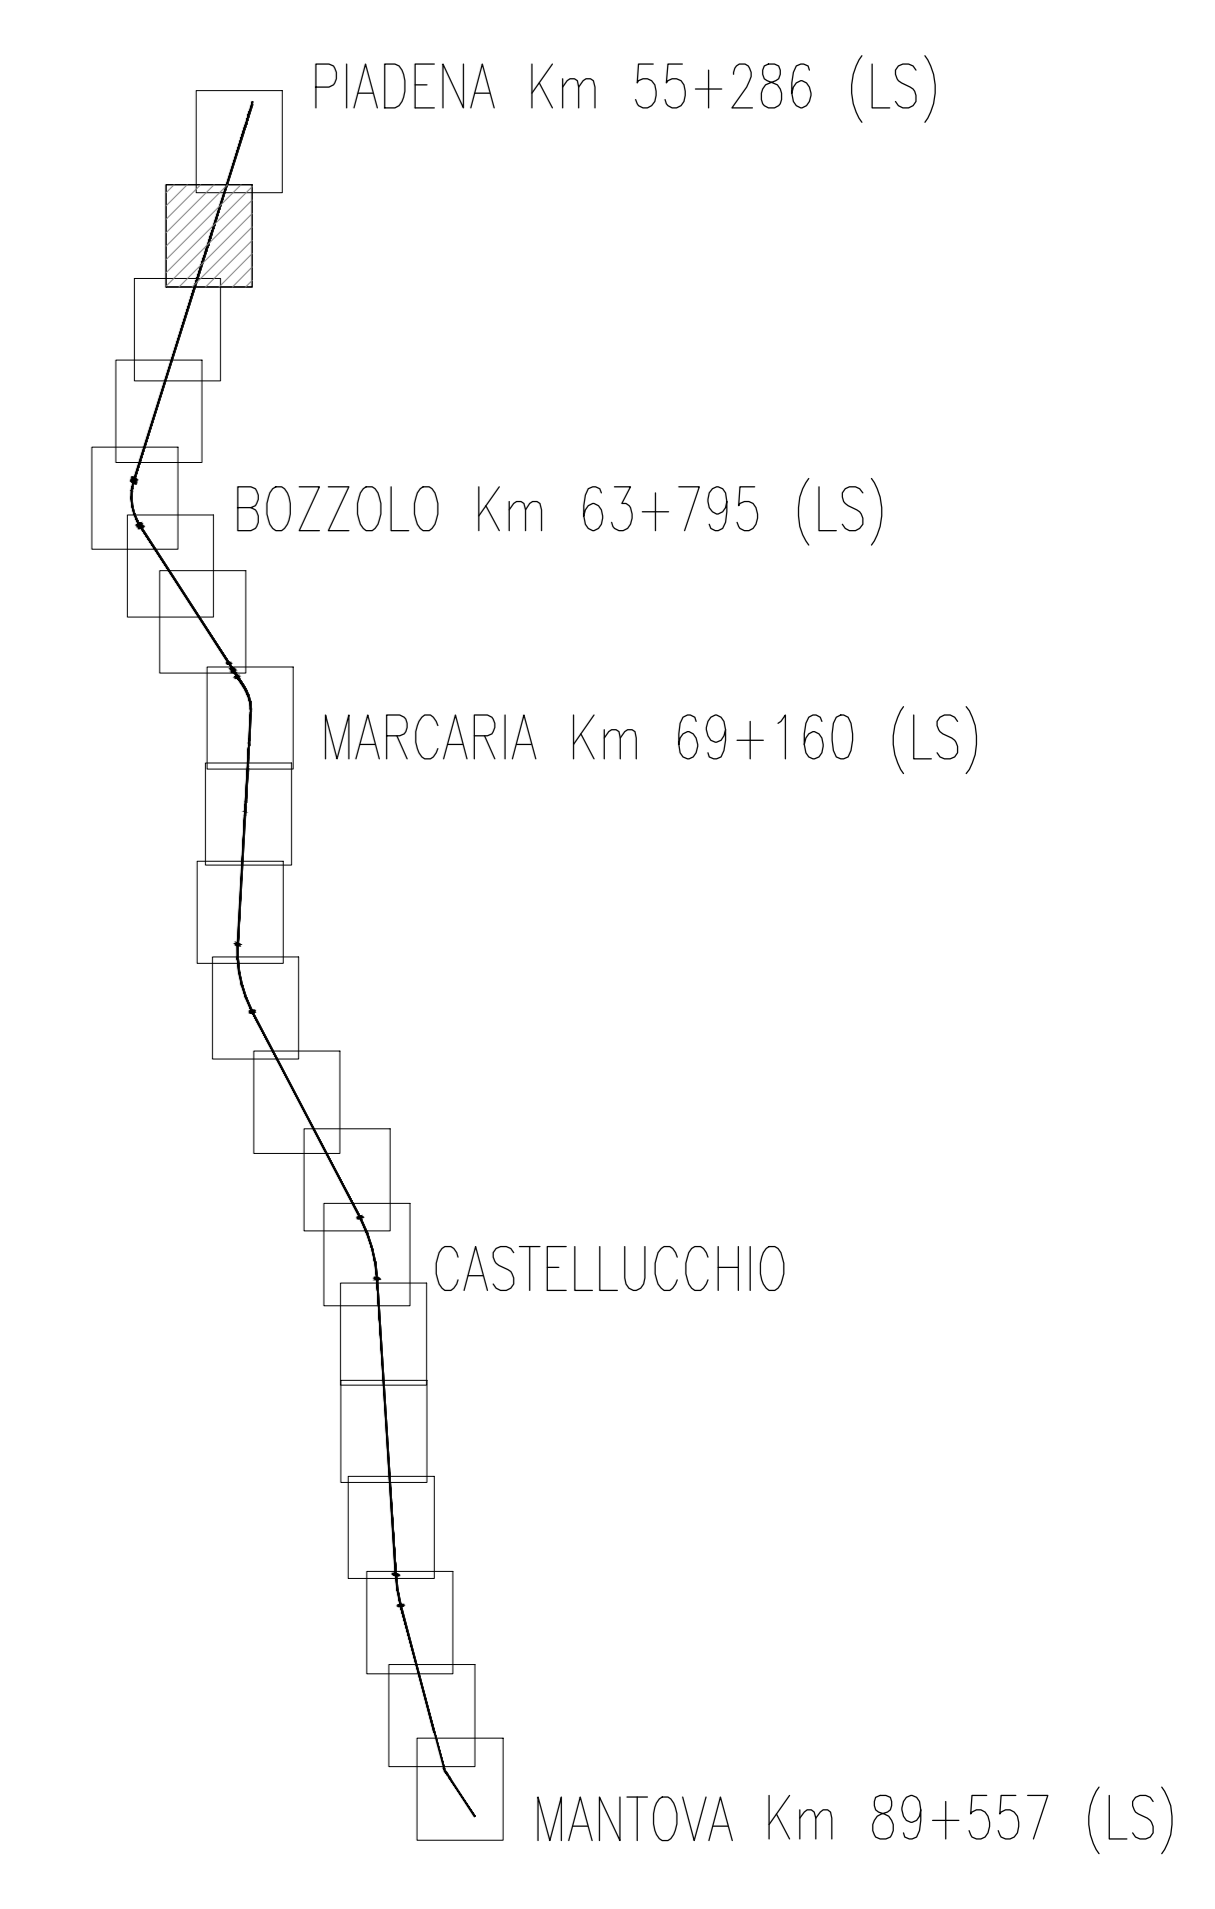 PIADENA Km 55+286 (LS)
BOZZOLO Km 63+795 (LS)
MARCARIA Km 69+160 (LS)
CASTELLUCCHIO
MANTOVA Km 89+557 (LS)